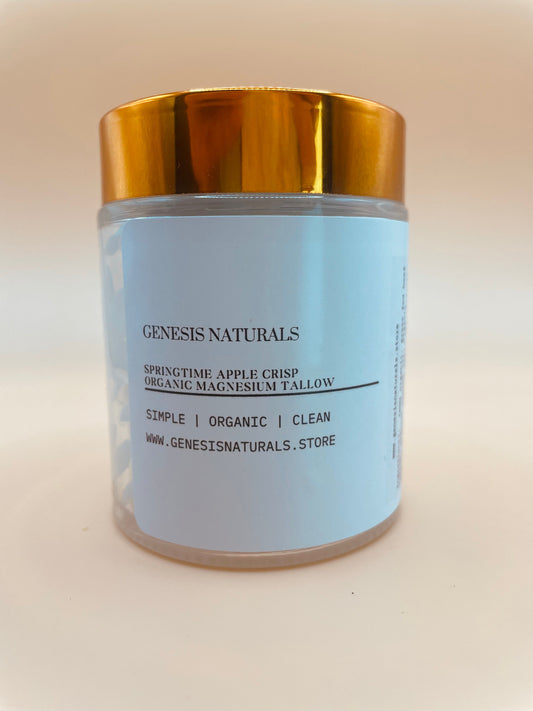 GENESIS NATURALS
SPRINGTIME APPLE CRISP
ORGANIC MAGNESIUM TALLOW
SIMPLE | ORGANIC | CLEAN
WWW.GENESISNATURALS.STORE